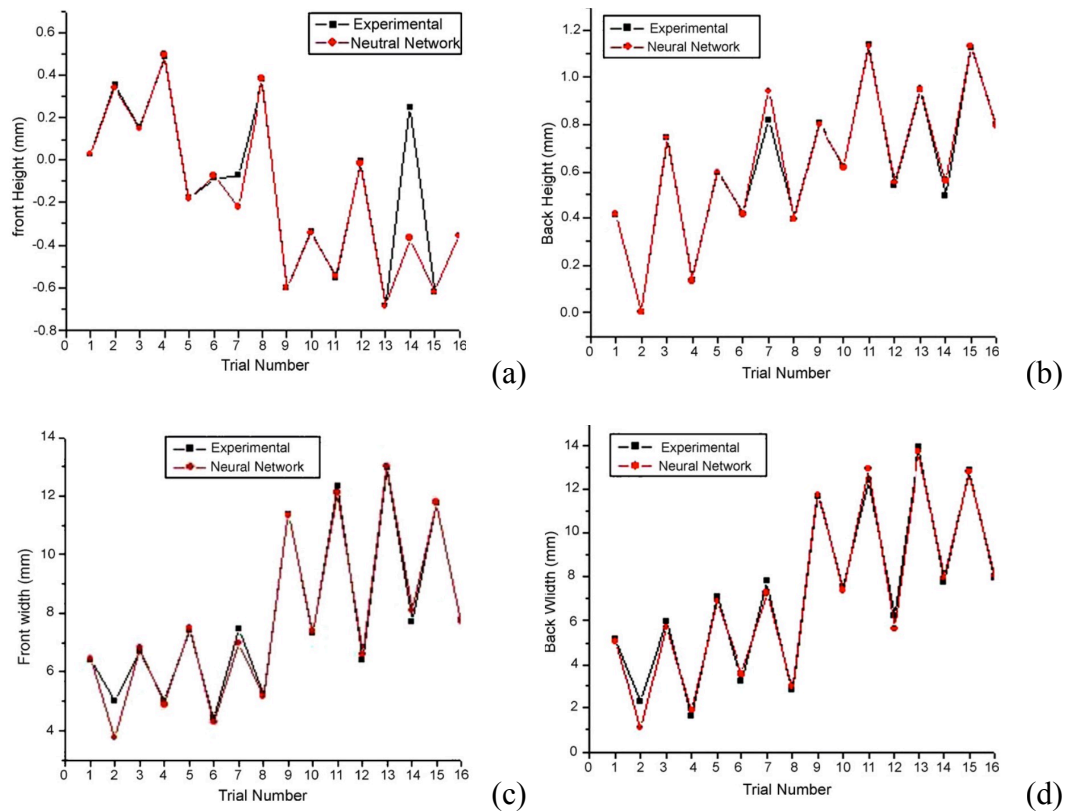 Experimental
Neutral Network
front Height (mm)
0.6
0.4
0.2
0.0
-0.2
-0.4
-0.6
-0.8
0 1 2 3 4 5 6 7 8 9 10 11 12 13 14 15 16
Trial Number
(a)
Experimental
Neural Network
Back Height (mm)
1.2
1.0
0.8
0.6
0.4
0.2
0.0
0 1 2 3 4 5 6 7 8 9 10 11 12 13 14 15 16
Trial Number
(b)
Experimental
Neural Network
Front width (mm)
14
12
10
8
6
4
0 1 2 3 4 5 6 7 8 9 10 11 12 13 14 15 16
Trial Number
(c)
Experimental
Neural Network
Back Wlidth (mm)
14
12
10
8
6
4
2
0
0 1 2 3 4 5 6 7 8 9 10 11 12 13 14 15 16
Trial Number
(d)